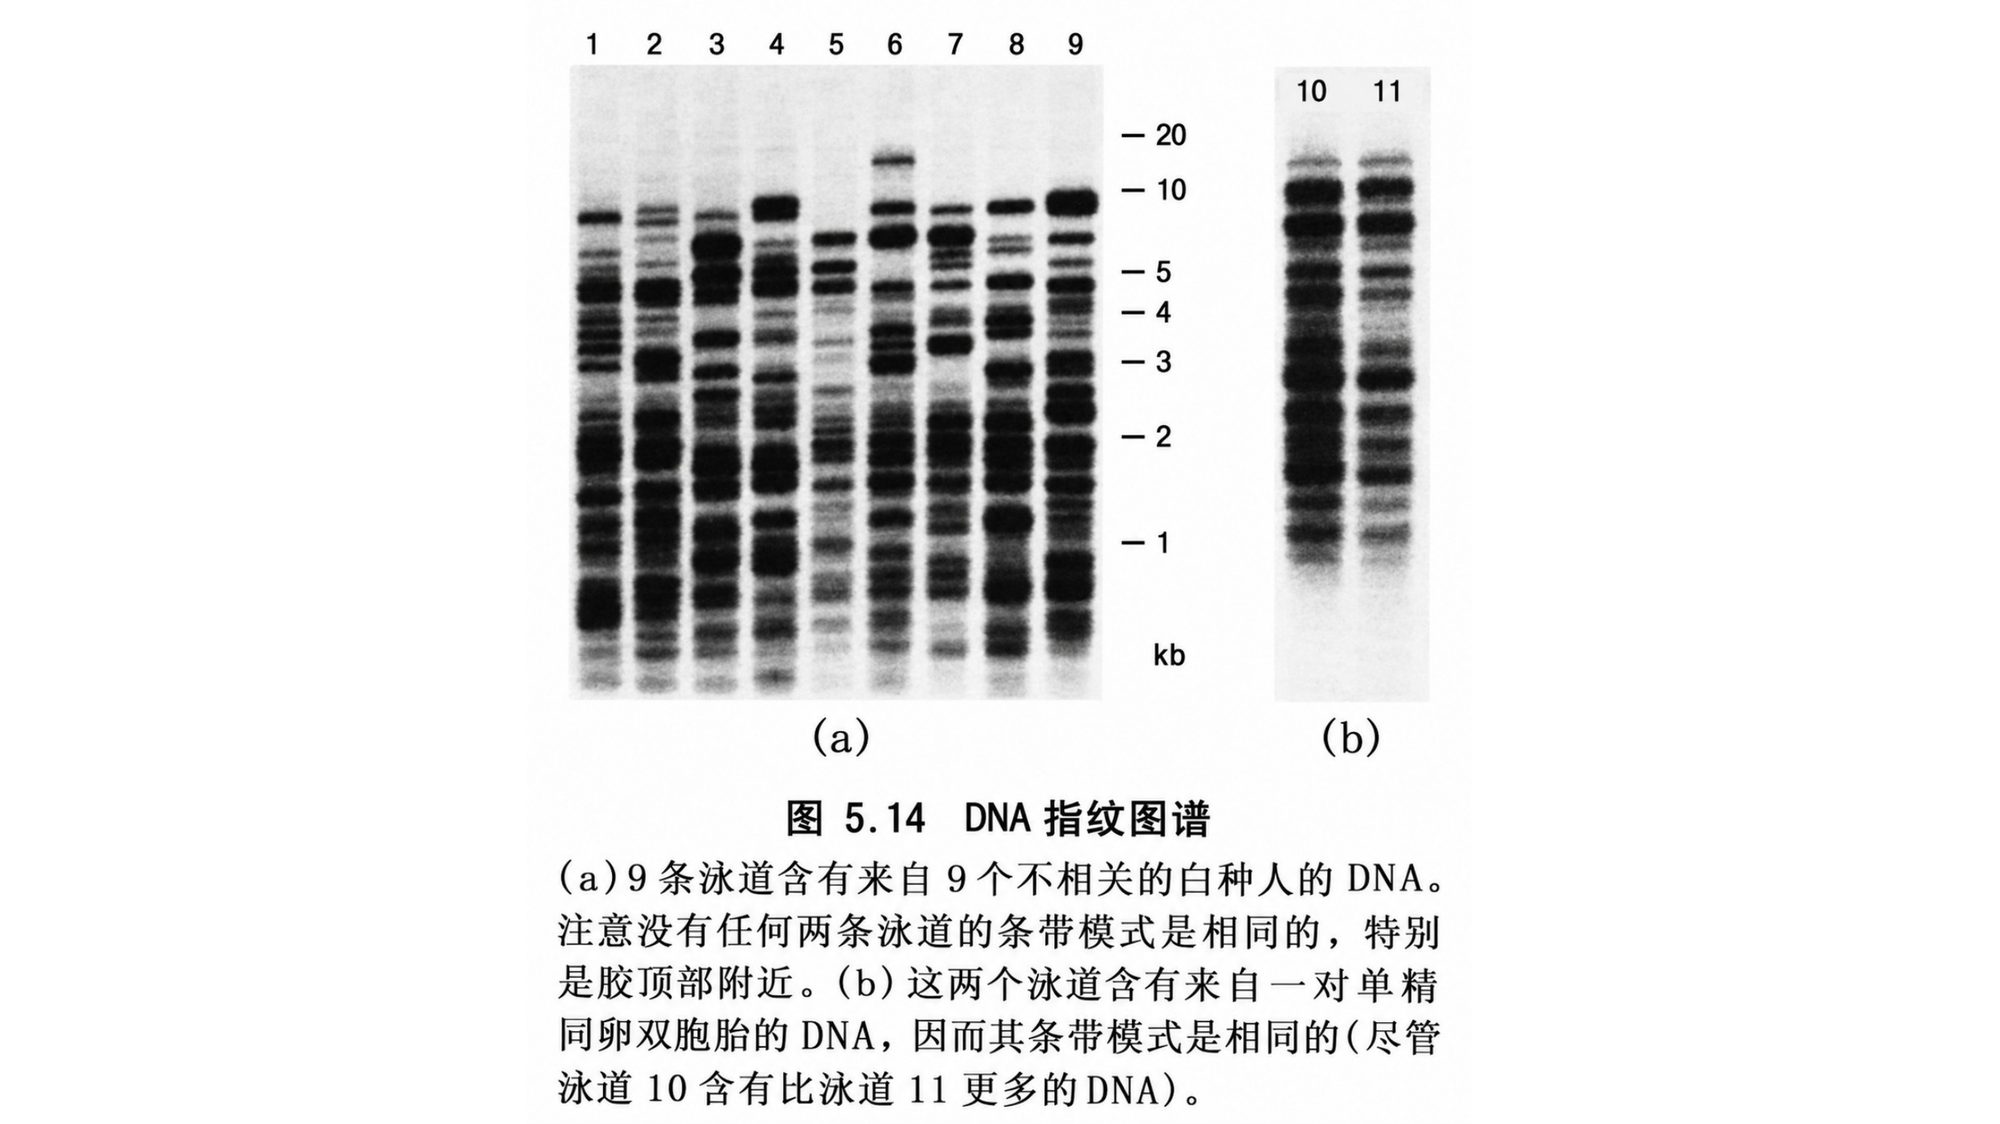 1 2 3 4 5 6 7 8 9
10 11
20
10
5
4
3
2
1
kb
(a)
(b)
图 5.14 DNA 指纹图谱
(a)9 条泳道含有来自 9 个不相关的白种人的 DNA。
注意没有任何两条泳道的条带模式是相同的，特别
是胶顶部附近。(b)这两个泳道含有来自一对单精
同卵双胞胎的 DNA，因而其条带模式是相同的(尽管
泳道 10 含有比泳道 11 更多的 DNA)。